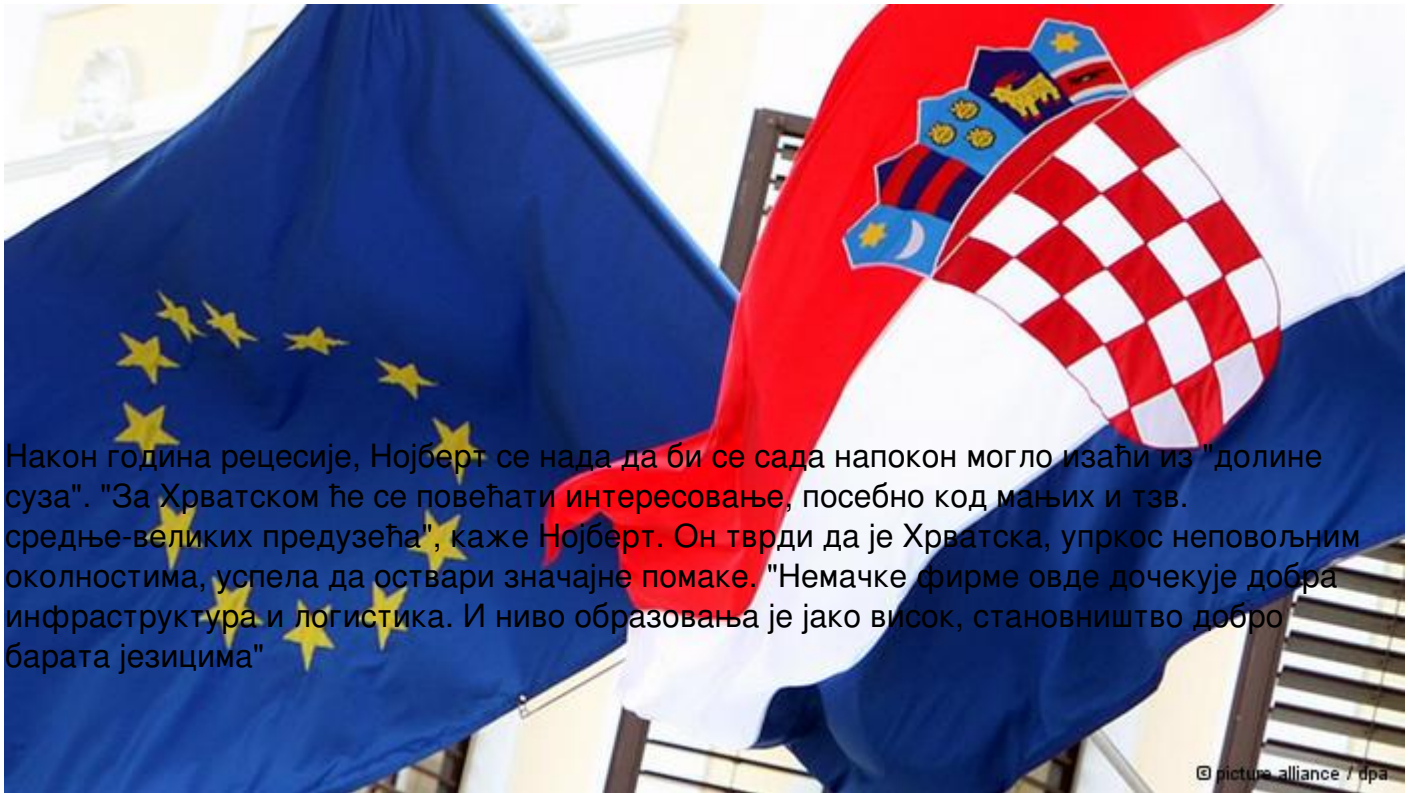 Након година рецесије, Нојберт се нада да би се сада напокон могло изаћи из "долине
суза". "За Хрватском ће се повећати интересовање, посебно код мањих и тзв.
средње-великих предузећа", каже Нојберт. Он тврди да је Хрватска, упркос неповољним
околностима, успела да оствари значајне помаке. "Немачке фирме овде дочекује добра
инфраструктура и логистика. И ниво образовања је јако висок, становништво добро
барата језицима"
© picture alliance / dpa